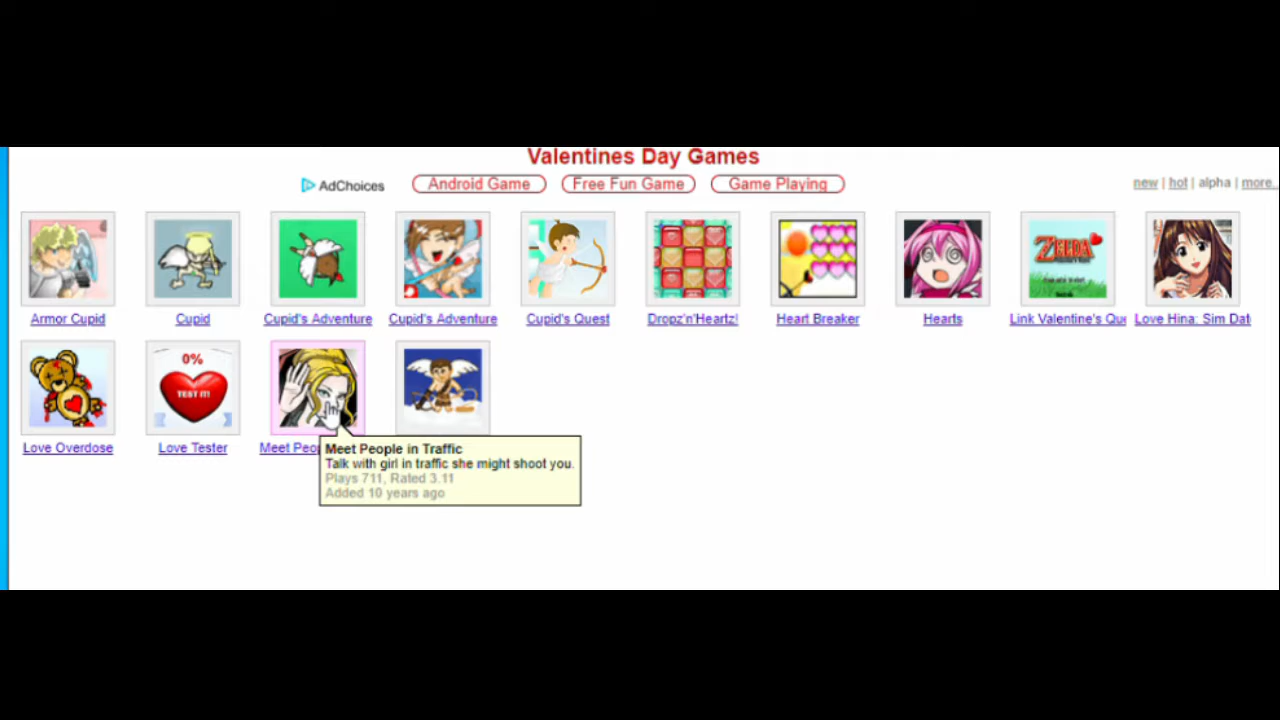 Valentines Day Games
AdChoices
Android Game
Free Fun Game
Game Playing
new | hot | alpha | more..
ZELDA
Armor Cupid
Cupid
Cupid's Adventure
Cupid's Adventure
Cupid's Quest
Dropz'n'Heartz!
Heart Breaker
Hearts
Link Valentine's Que
Love Hina: Sim Dat
0%
TEST IT!
Love Overdose
Love Tester
Meet Peop
Meet People in Traffic
Talk with girl in traffic she might shoot you.
Plays 711, Rated 3.11
Added 10 years ago